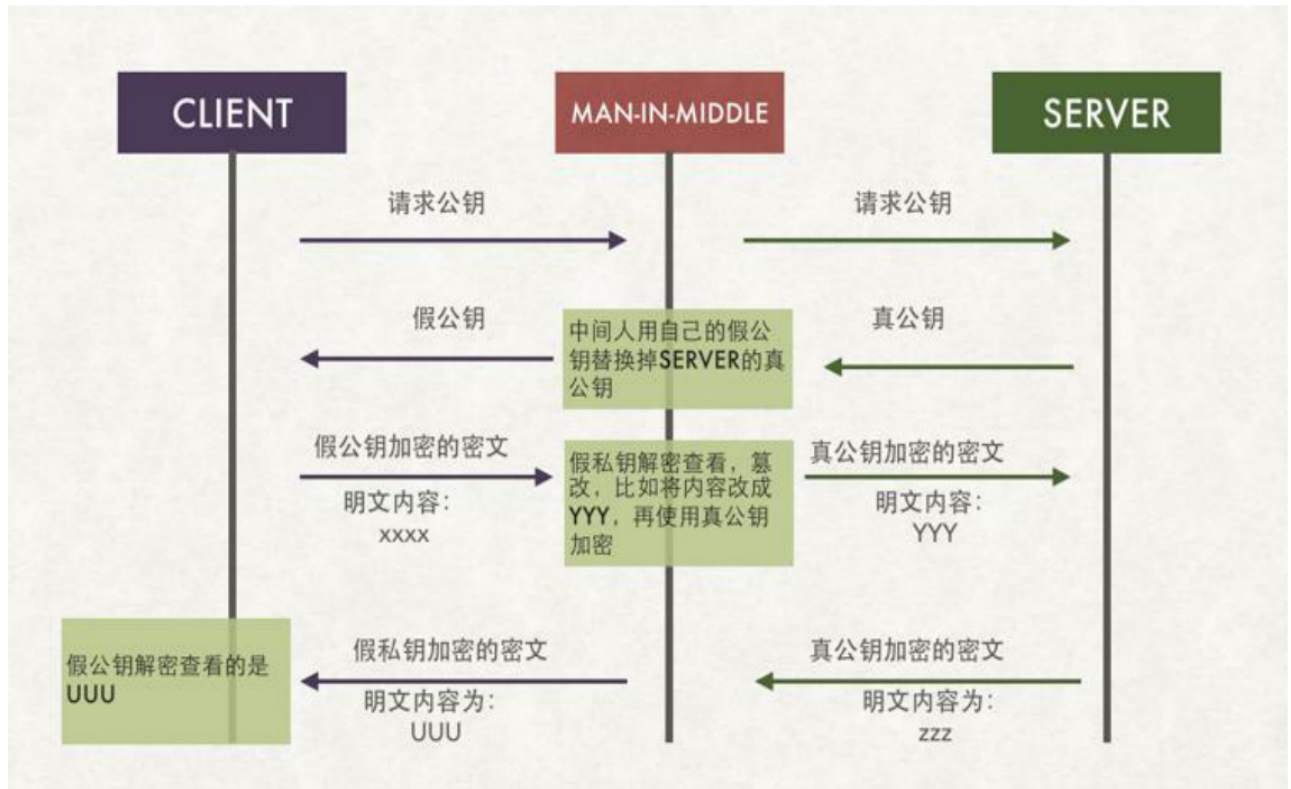 CLIENT
MAN-IN-MIDDLE
SERVER
请求公钥
请求公钥
假公钥
中间人用自己的假公
钥替换掉SERVER的真
公钥
真公钥
假公钥加密的密文
明文内容：
xxxx
假私钥解密查看，篡
改，比如将内容改成
YYY，再使用真公钥
加密
真公钥加密的密文
明文内容：
YYY
假公钥解密查看的是
UUU
假私钥加密的密文
明文内容为：
UUU
真公钥加密的密文
明文内容为：
zzz